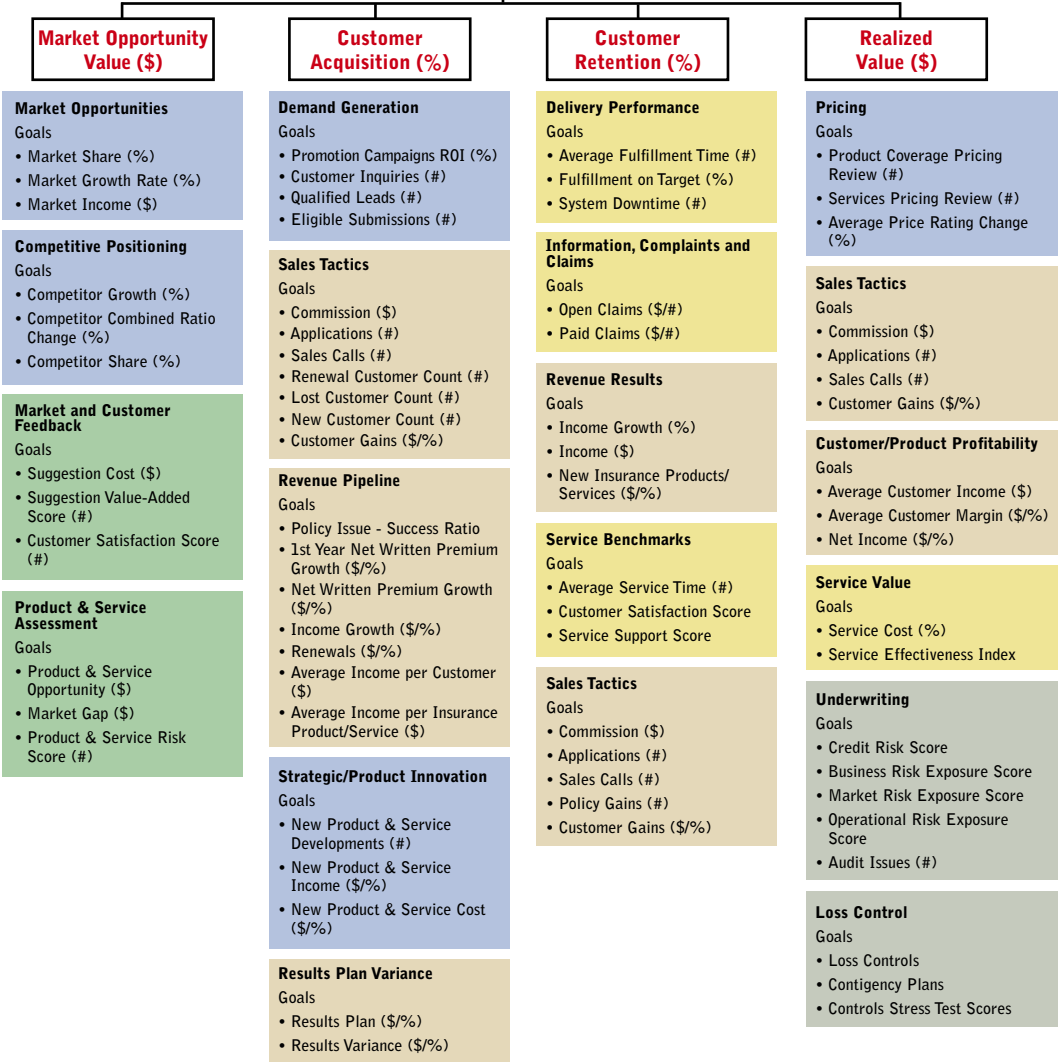 Market Opportunity
Value ($)
Market Opportunities
Goals
• Market Share (%)
• Market Growth Rate (%)
• Market Income ($)
Competitive Positioning
Goals
• Competitor Growth (%)
• Competitor Combined Ratio
Change (%)
• Competitor Share (%)
Market and Customer
Feedback
Goals
• Suggestion Cost ($)
• Suggestion Value-Added
Score (#)
• Customer Satisfaction Score
(#)
Product & Service
Assessment
Goals
• Product & Service
Opportunity ($)
• Market Gap ($)
• Product & Service Risk
Score (#)
Customer
Acquisition (%)
Demand Generation
Goals
• Promotion Campaigns ROI (%)
• Customer Inquiries (#)
• Qualified Leads (#)
• Eligible Submissions (#)
Sales Tactics
Goals
• Commission ($)
• Applications (#)
• Sales Calls (#)
• Renewal Customer Count (#)
• Lost Customer Count (#)
• New Customer Count (#)
• Customer Gains ($/%)
Revenue Pipeline
Goals
• Policy Issue - Success Ratio
• 1st Year Net Written Premium
Growth ($/%)
• Net Written Premium Growth
($/%)
• Income Growth ($/%)
• Renewals ($/%)
• Average Income per Customer
($)
• Average Income per Insurance
Product/Service ($)
Strategic/Product Innovation
Goals
• New Product & Service
Developments (#)
• New Product & Service
Income ($/%)
• New Product & Service Cost
($/%)
Results Plan Variance
Goals
• Results Plan ($/%)
• Results Variance ($/%)
Customer
Retention (%)
Delivery Performance
Goals
• Average Fulfillment Time (#)
• Fulfillment on Target (%)
• System Downtime (#)
Information, Complaints and
Claims
Goals
• Open Claims ($/#)
• Paid Claims ($/#)
Revenue Results
Goals
• Income Growth (%)
• Income ($)
• New Insurance Products/
Services ($/%)
Service Benchmarks
Goals
• Average Service Time (#)
• Customer Satisfaction Score
• Service Support Score
Sales Tactics
Goals
• Commission ($)
• Applications (#)
• Sales Calls (#)
• Policy Gains (#)
• Customer Gains ($/%)
Realized
Value ($)
Pricing
Goals
• Product Coverage Pricing
Review (#)
• Services Pricing Review (#)
• Average Price Rating Change
(%)
Sales Tactics
Goals
• Commission ($)
• Applications (#)
• Sales Calls (#)
• Customer Gains ($/%)
Customer/Product Profitability
Goals
• Average Customer Income ($)
• Average Customer Margin ($/%)
• Net Income ($/%)
Service Value
Goals
• Service Cost (%)
• Service Effectiveness Index
Underwriting
Goals
• Credit Risk Score
• Business Risk Exposure Score
• Market Risk Exposure Score
• Operational Risk Exposure
Score
• Audit Issues (#)
Loss Control
Goals
• Loss Controls
• Contigency Plans
• Controls Stress Test Scores